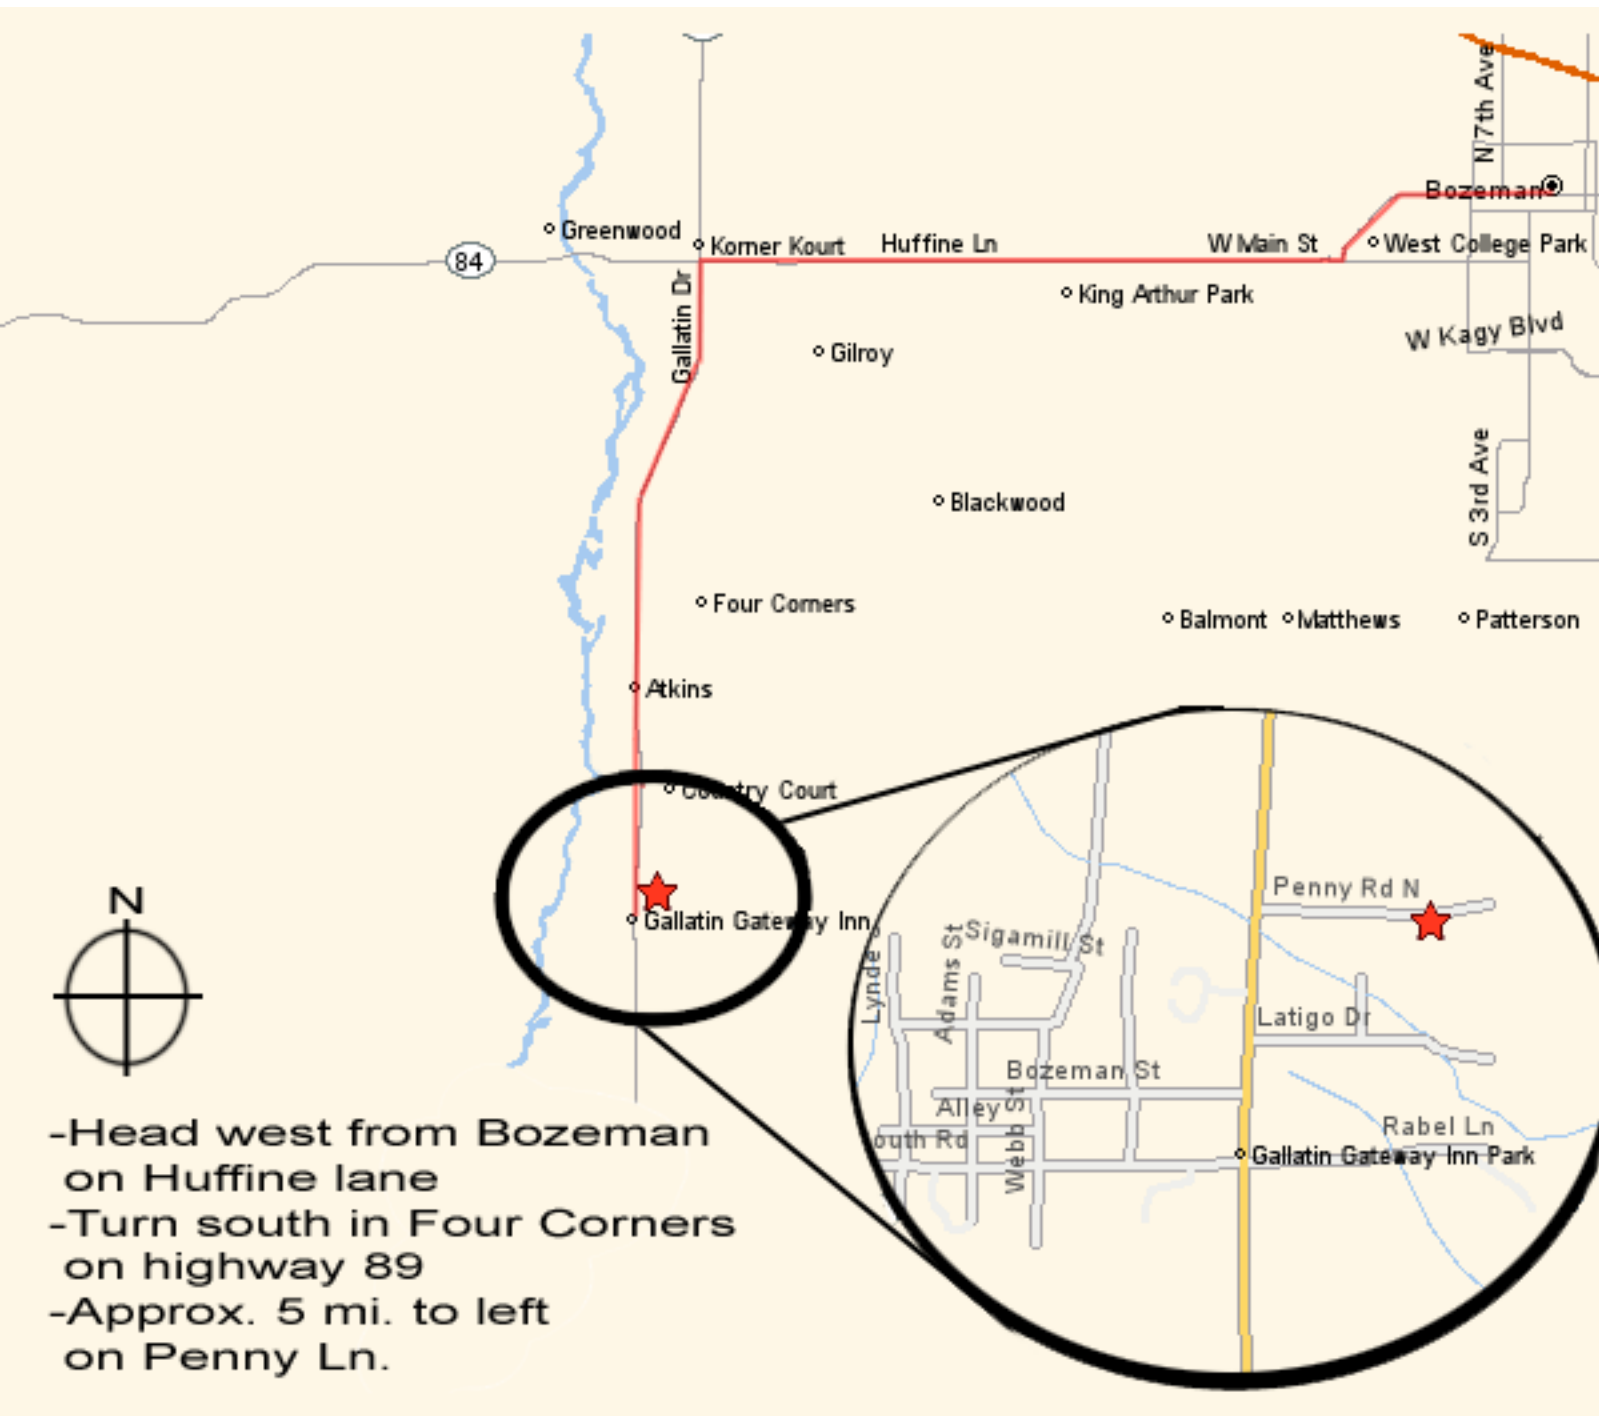 N 7th Ave
Bozeman
Greenwood
Korner Kourt
Huffine Ln
W Main St
West College Park
84
Gallatin Dr
King Arthur Park
W Kagy Blvd
Gilroy
S 3rd Ave
Blackwood
Four Corners
Balmont
Matthews
Patterson
Atkins
Country Court
Gallatin Gateway Inn
N
Penny Rd N
Sigamill St
Adams St
Lynde
Latigo Dr
Bozeman St
Alley
outh Rd
Webb St
Rabel Ln
Gallatin Gateway Inn Park
-Head west from Bozeman
on Huffine lane
-Turn south in Four Corners
on highway 89
-Approx. 5 mi. to left
on Penny Ln.